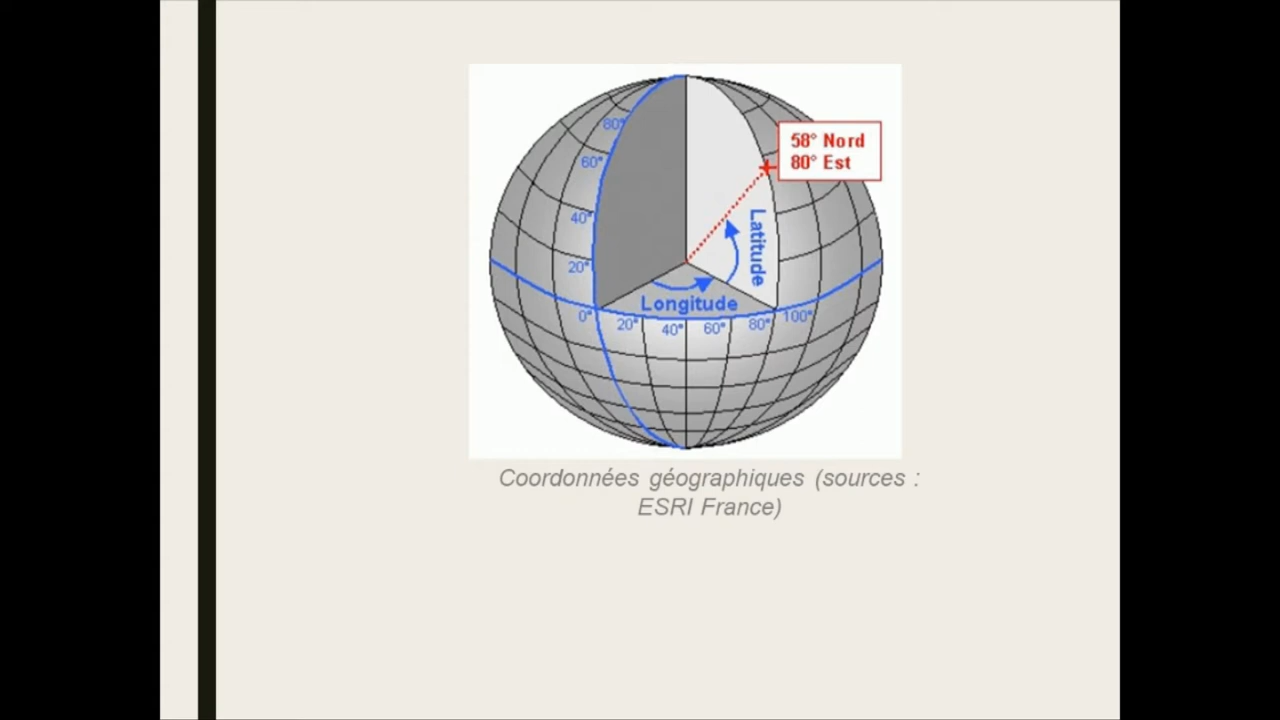 80°
58° Nord
80° Est
60°
40°
Latitude
20°
Longitude
0°
20°
40°
60°
80°
100°
Coordonnées géographiques (sources :
ESRI France)